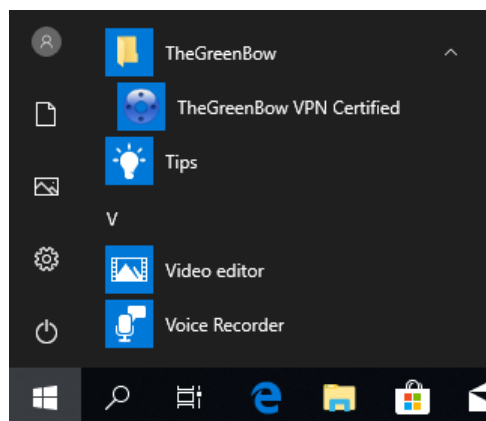 TheGreenBow
TheGreenBow VPN Certified
Tips
V
Video editor
Voice Recorder